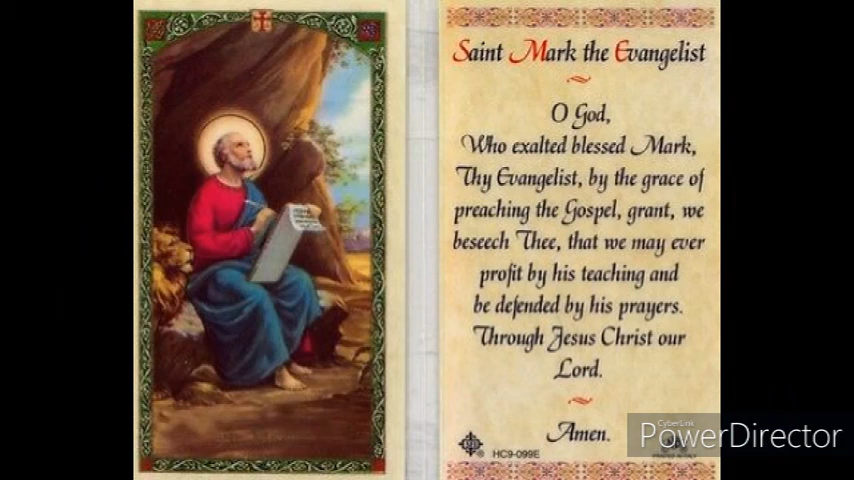 Saint Mark the Evangelist
O God,
Who exalted blessed Mark,
Thy Evangelist, by the grace of
preaching the Gospel, grant, we
beseech Thee, that we may ever
profit by his teaching and
be defended by his prayers.
Through Jesus Christ our
Lord.
Amen.
HC9-099E
CyberLink
PowerDirector